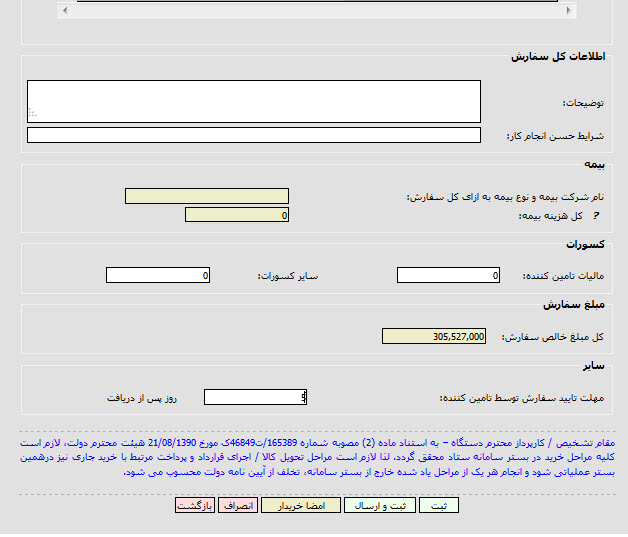 اطلاعات کل سفارش
توضیحات:
شرایط حسن انجام کار:
بیمه
نام شرکت بیمه و نوع بیمه به ازای کل سفارش:
? کل هزینه بیمه: 0
کسورات
مالیات تامین کننده: 0 سایر کسورات: 0
مبلغ سفارش
کل مبلغ خالص سفارش: 305,527,000
سایر
مهلت تایید سفارش توسط تامین کننده: 5 روز پس از دریافت
مقام تشخیص / کارپرداز محترم دستگاه – به استناد ماده (2) مصوبه شماره 165389/ت46849ک مورخ 21/08/1390 هیئت محترم دولت، لازم است
کلیه مراحل خرید در بستر سامانه ستاد محقق گردد، لذا لازم است مراحل تحویل کالا / اجرای قرارداد و پرداخت مرتبط با خرید جاری نیز درهمین
بستر عملیاتی شود و انجام هر یک از مراحل یاد شده خارج از بستر سامانه، تخلف از آیین نامه دولت محسوب می شود.
ثبت ثبت و ارسال امضا خریدار انصراف بازگشت